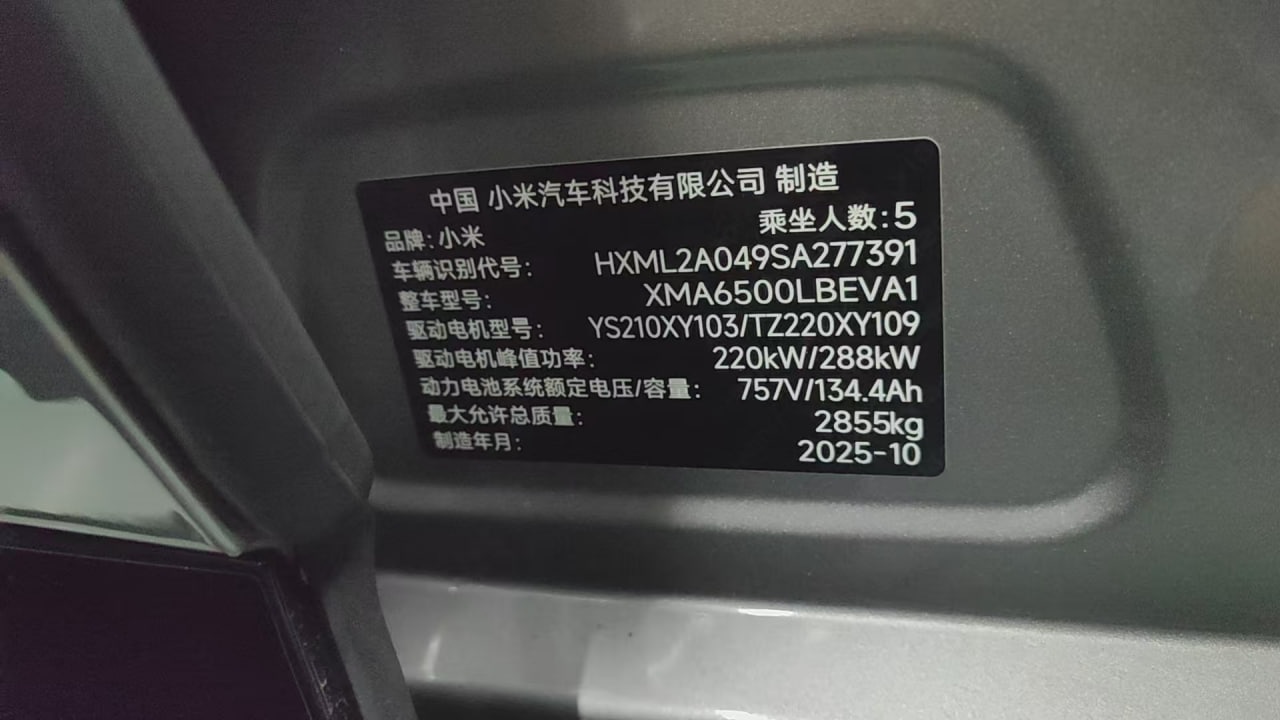 中国 小米汽车科技有限公司 制造
乘坐人数:5
品牌:小米
车辆识别代号: HXML2A049SA277391
整车型号: XMA6500LBEVA1
驱动电机型号: YS210XY103/TZ220XY109
驱动电机峰值功率: 220kW/288kW
动力电池系统额定电压/容量: 757V/134.4Ah
最大允许总质量: 2855kg
制造年月: 2025-10